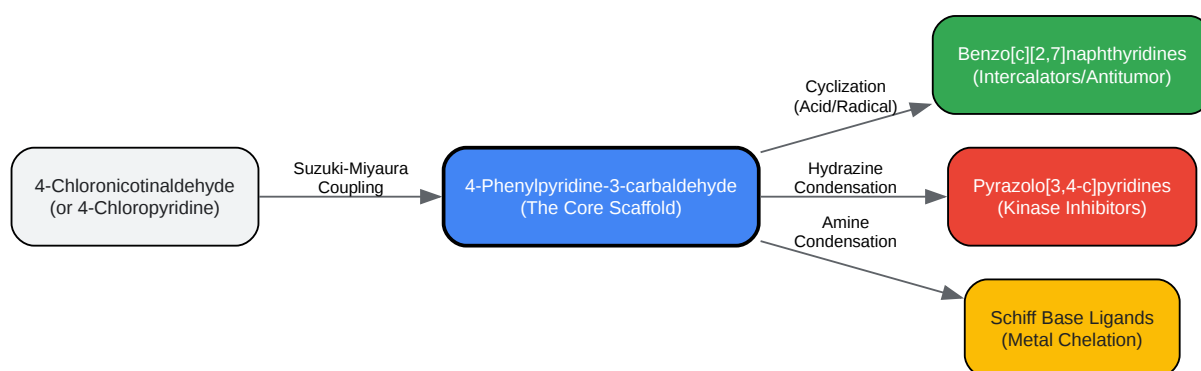 4-Chloronicotinaldehyde
(or 4-Chloropyridine)
Suzuki-Miyaura
Coupling
4-Phenylpyridine-3-carbaldehyde
(The Core Scaffold)
Cyclization
(Acid/Radical)
Benzo[c][2,7]naphthyridines
(Intercalators/Antitumor)
Hydrazine
Condensation
Pyrazolo[3,4-c]pyridines
(Kinase Inhibitors)
Amine
Condensation
Schiff Base Ligands
(Metal Chelation)